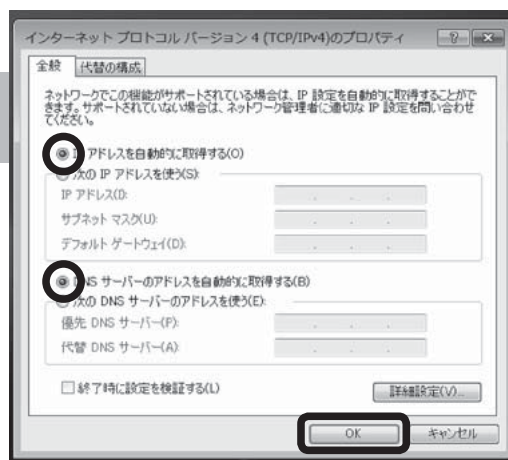 インターネット プロトコル バージョン 4 (TCP/IPv4)のプロパティ
全般 代替の構成
ネットワークでこの機能がサポートされている場合は、IP 設定を自動的に取得することがで
きます。サポートされていない場合は、ネットワーク管理者に適切な IP 設定を問い合わせ
てください。
IP アドレスを自動的に取得する(O)
次の IP アドレスを使う(S):
IP アドレス(I):
サブネット マスク(U):
デフォルト ゲートウェイ(D):
DNS サーバーのアドレスを自動的に取得する(B)
次の DNS サーバーのアドレスを使う(E):
優先 DNS サーバー(P):
代替 DNS サーバー(A):
終了時に設定を検証する(L)
詳細設定(V)...
OK キャンセル